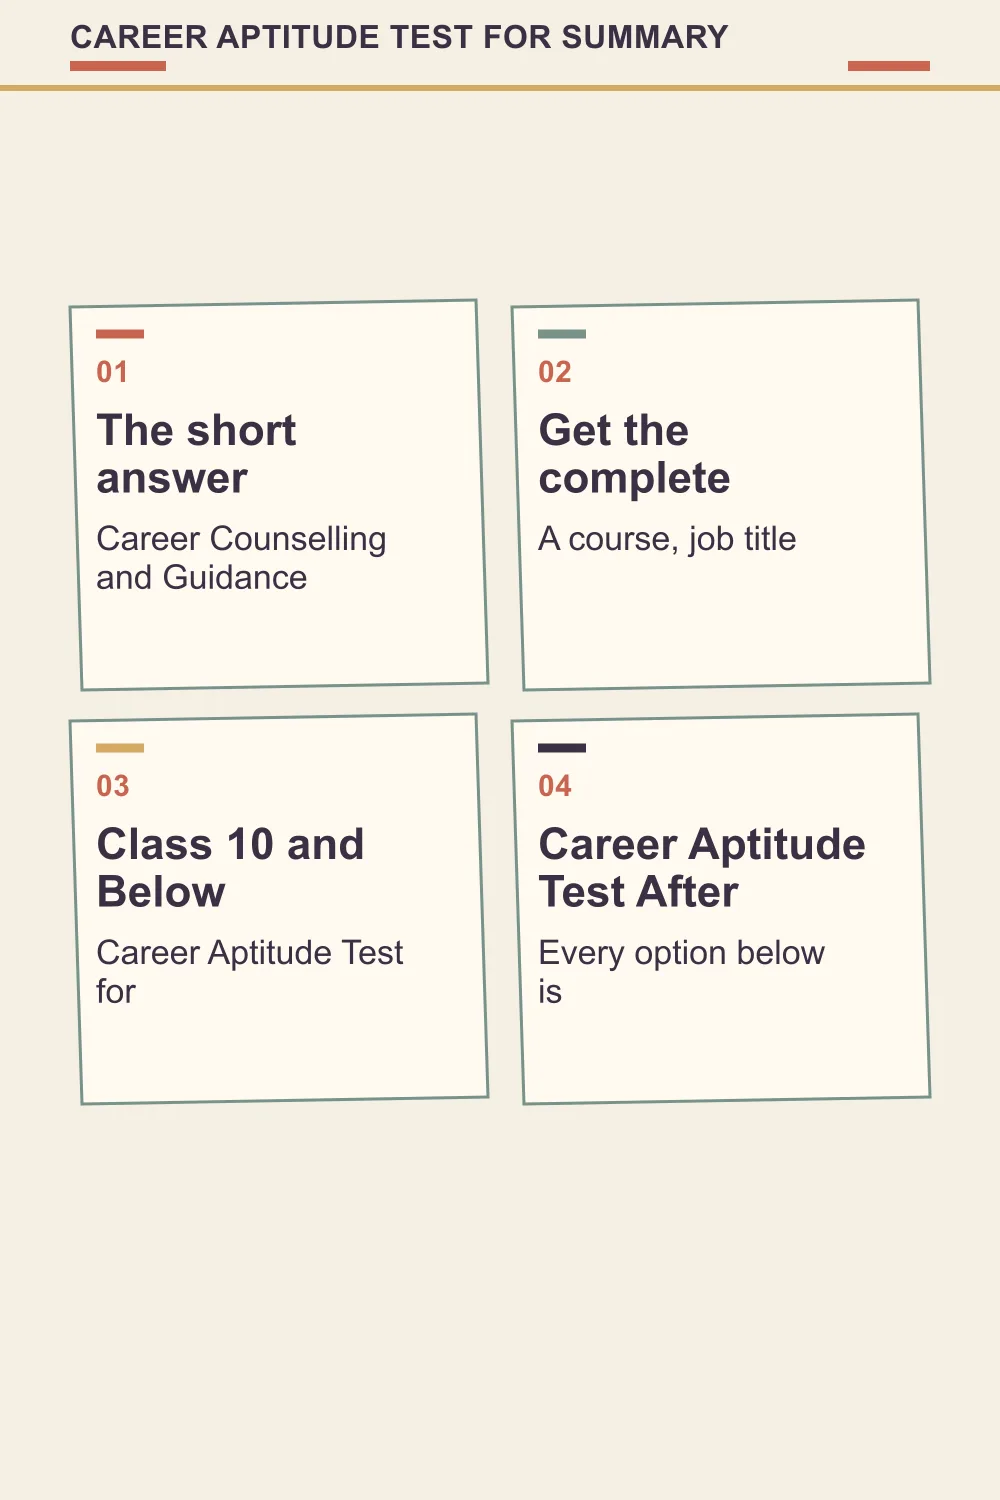 CAREER APTITUDE TEST FOR SUMMARY
01
The short
answer
Career Counselling
and Guidance
02
Get the
complete
A course, job title
03
Class 10 and
Below
Career Aptitude Test
for
04
Career Aptitude
Test After
Every option below
is